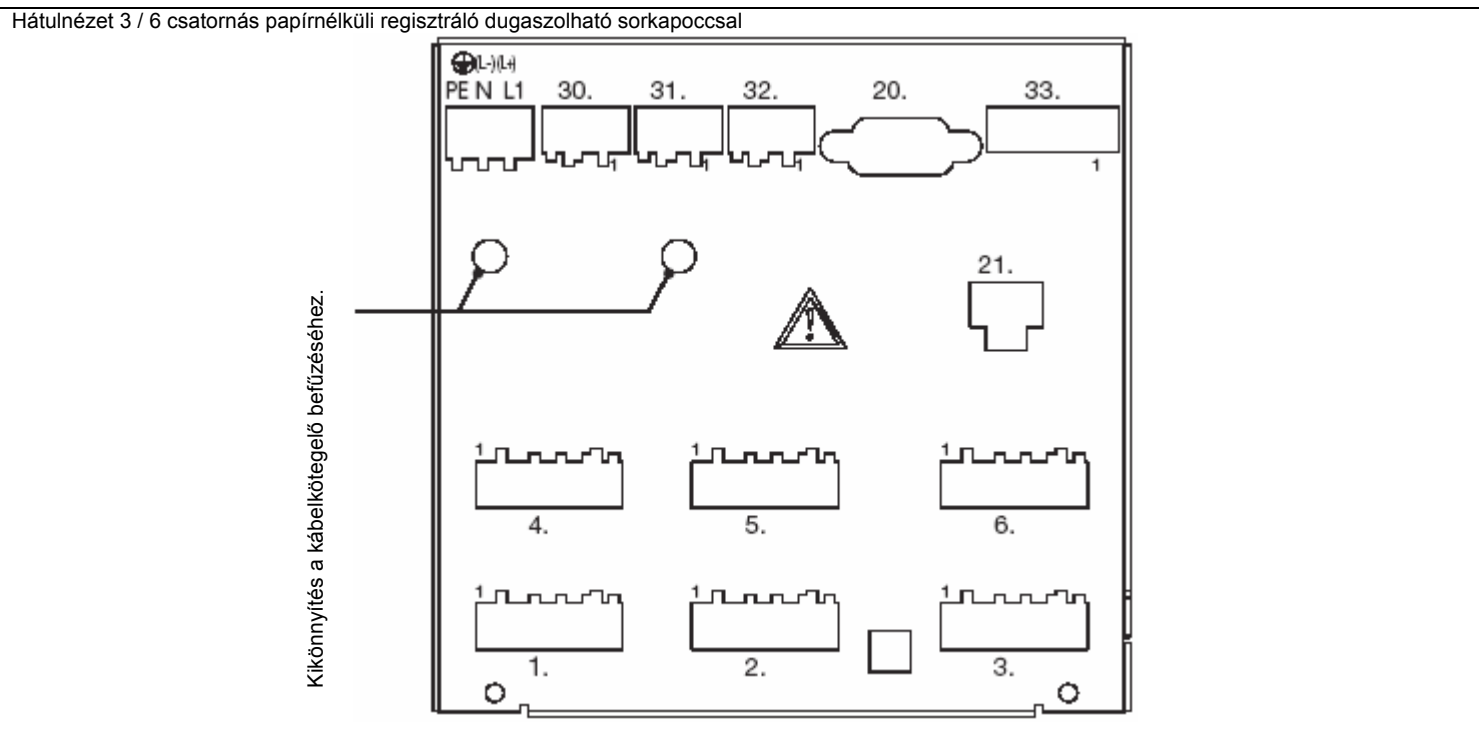 Hátulnézet 3 / 6 csatornás papírnélküli regisztráló dugaszolható sorkapoccsal
(L-) (L+)
PE N L1 30. 31. 32. 20. 33.
1 1 1 1
21.
Kikönnyítés a kábelkötegelő befűzéséhez.
1 1 1
4. 5. 6.
1 1 1
1. 2. 3.